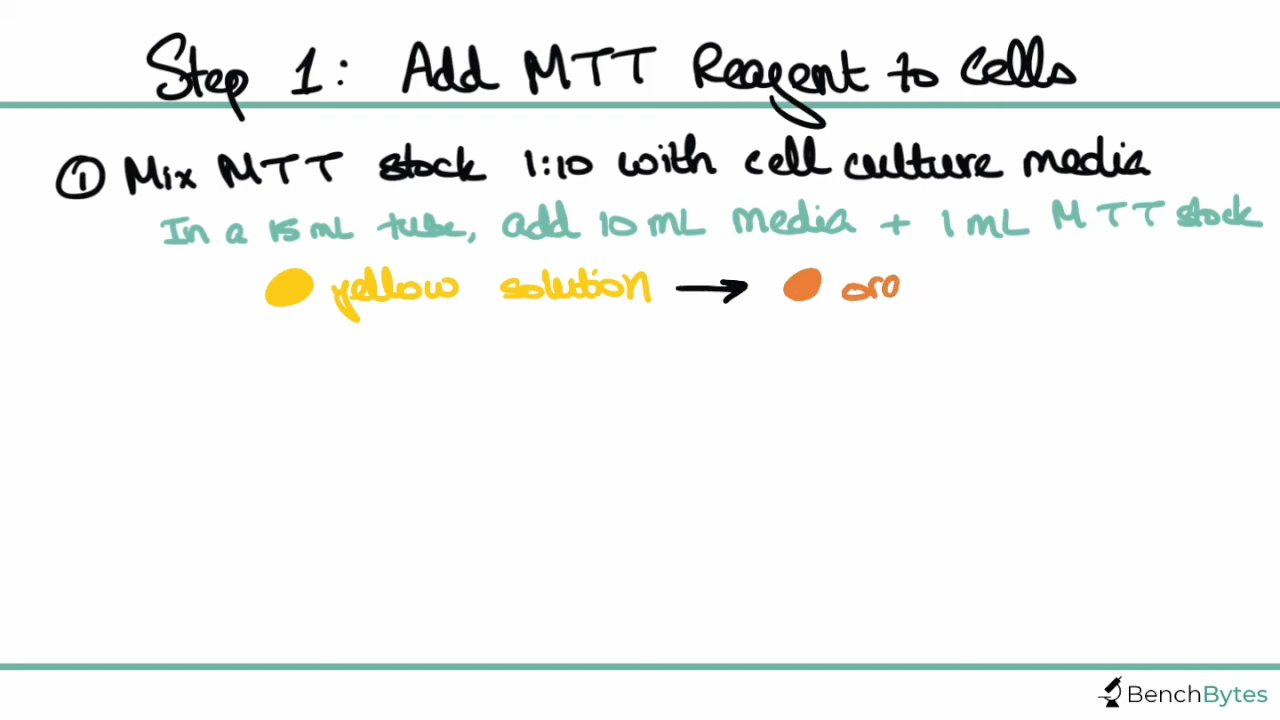 Step 1: Add MTT Reagent to Cells
① Mix MTT stock 1:10 with cell culture media
In a 15 mL tube, add 10 mL media + 1 mL MTT stock
yellow solution → ora
BenchBytes